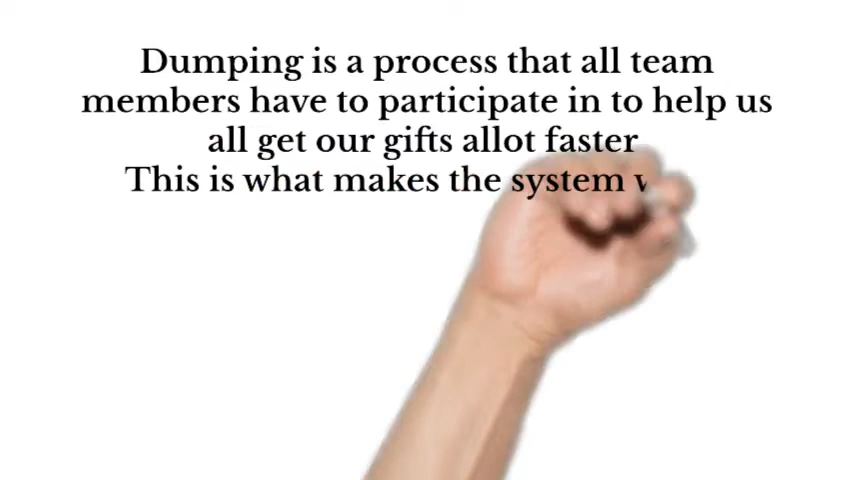 Dumping is a process that all team
members have to participate in to help us
all get our gifts allot faster
This is what makes the system